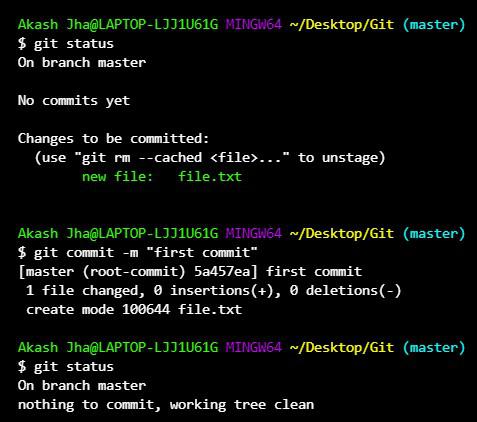 Akash Jha@LAPTOP-LJJ1U61G MINGW64 ~/Desktop/Git (master)
$ git status
On branch master
No commits yet
Changes to be committed:
(use "git rm --cached <file>..." to unstage)
new file:   file.txt
Akash Jha@LAPTOP-LJJ1U61G MINGW64 ~/Desktop/Git (master)
$ git commit -m "first commit"
[master (root-commit) 5a457ea] first commit
1 file changed, 0 insertions(+), 0 deletions(-)
create mode 100644 file.txt
Akash Jha@LAPTOP-LJJ1U61G MINGW64 ~/Desktop/Git (master)
$ git status
On branch master
nothing to commit, working tree clean